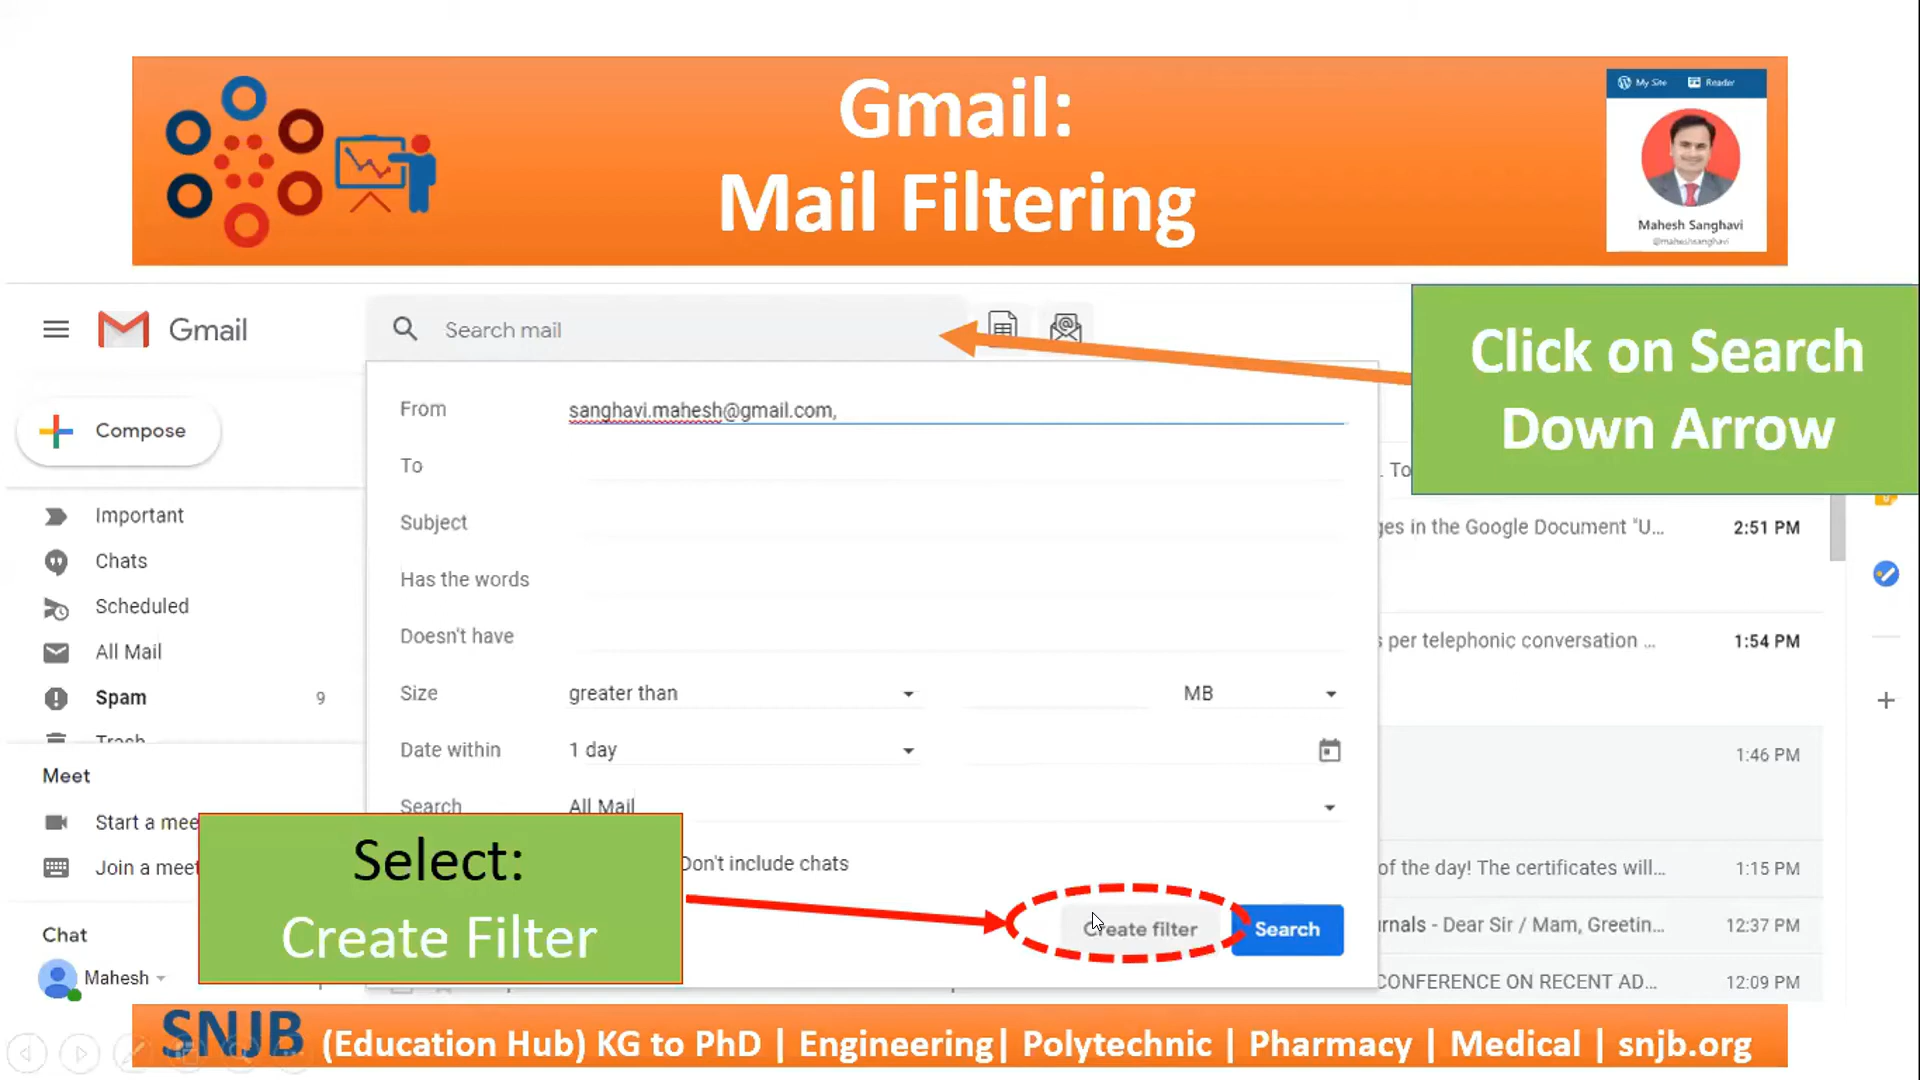 Gmail:
Mail Filtering
My Site Reader
Mahesh Sanghavi
@maheshsanghavi
Gmail
Search mail
Click on Search
Down Arrow
Compose
From sanghavi.mahesh@gmail.com,
To
. To
Subject
ges in the Google Document "U... 2:51 PM
Has the words
Doesn't have
s per telephonic conversation ... 1:54 PM
Size greater than MB
Date within 1 day
1:46 PM
Search All Mail
Don't include chats
of the day! The certificates will... 1:15 PM
Create filter Search
rnals - Dear Sir / Mam, Greetin... 12:37 PM
CONFERENCE ON RECENT AD... 12:09 PM
Important
Chats
Scheduled
All Mail
Spam 9
Trash
Meet
Start a mee
Join a meet
Chat
Mahesh
Select:
Create Filter
SNJB (Education Hub) KG to PhD | Engineering| Polytechnic | Pharmacy | Medical | snjb.org